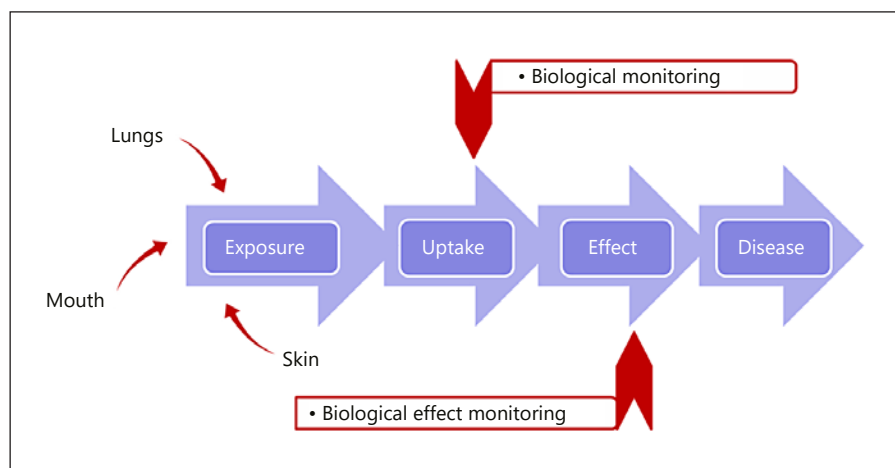 • Biological monitoring
Lungs
Exposure
Uptake
Effect
Disease
Mouth
Skin
• Biological effect monitoring